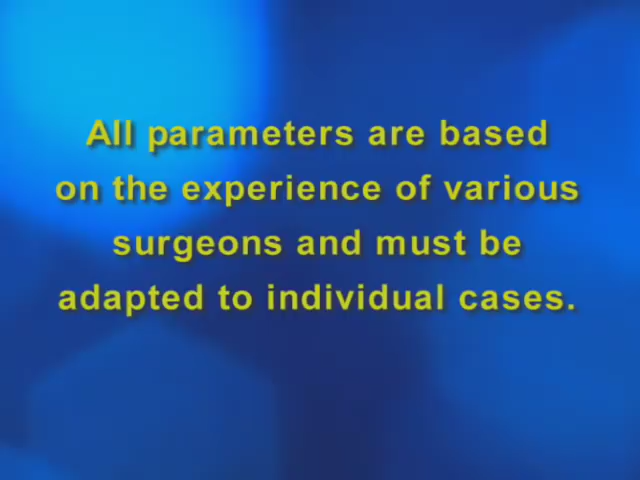 All parameters are based
on the experience of various
surgeons and must be
adapted to individual cases.